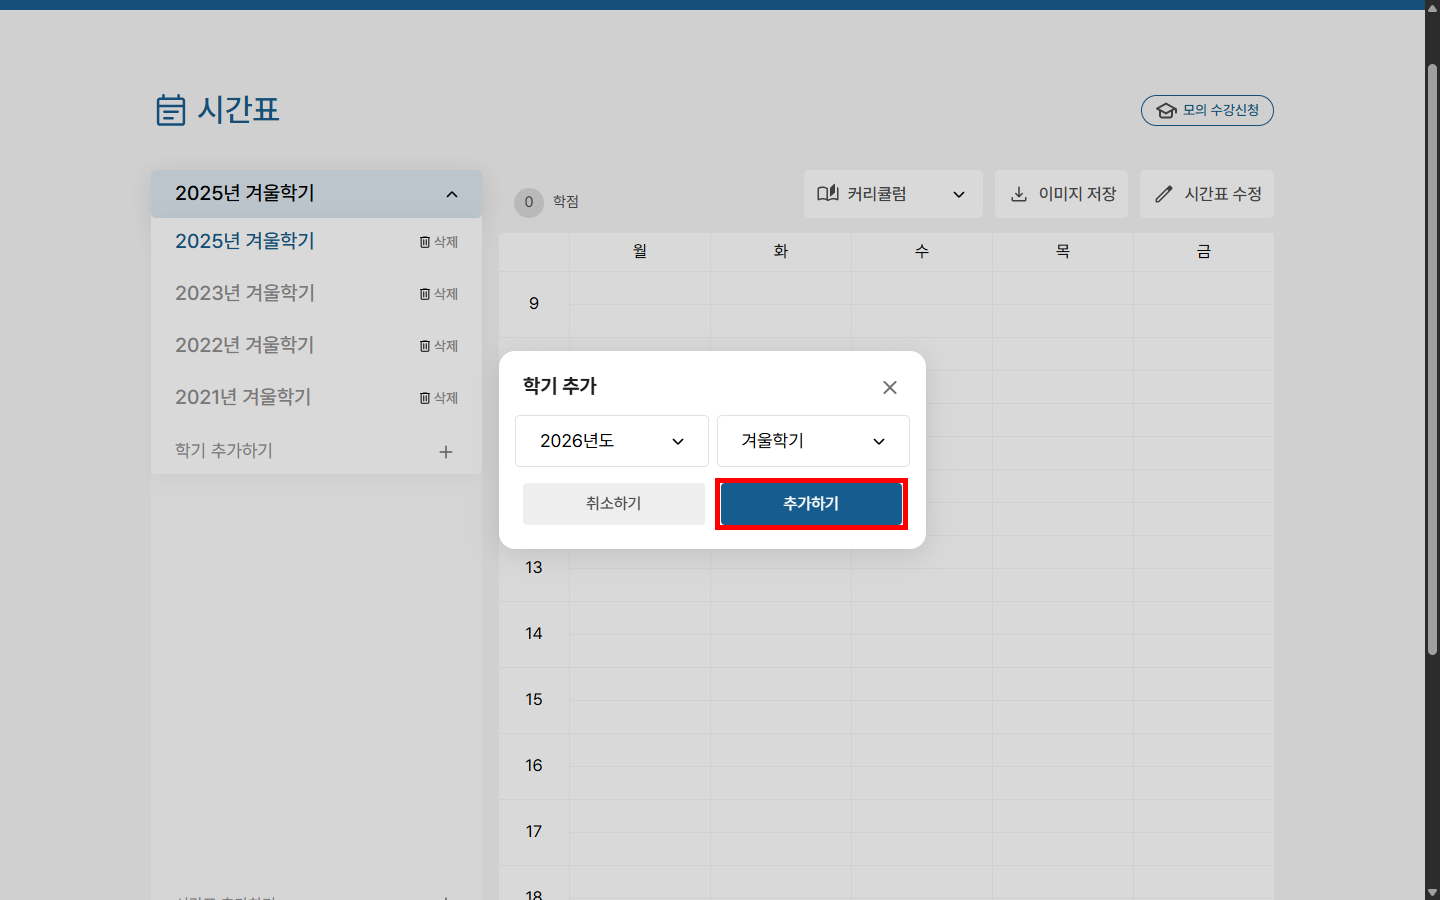 시간표
모의 수강신청
2025년 겨울학기
2025년 겨울학기 삭제
2023년 겨울학기 삭제
2022년 겨울학기 삭제
2021년 겨울학기 삭제
학기 추가하기
0 학점
커리큘럼
이미지 저장
시간표 수정
월 화 수 목 금
9
학기 추가
2026년도 겨울학기
취소하기 추가하기
13
14
15
16
17
18